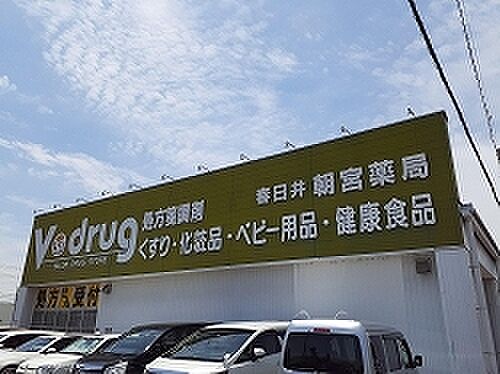 V drug
処方箋調剤
春日井 朝宮薬局
くすり・化粧品・ベビー用品・健康食品
処方 受付